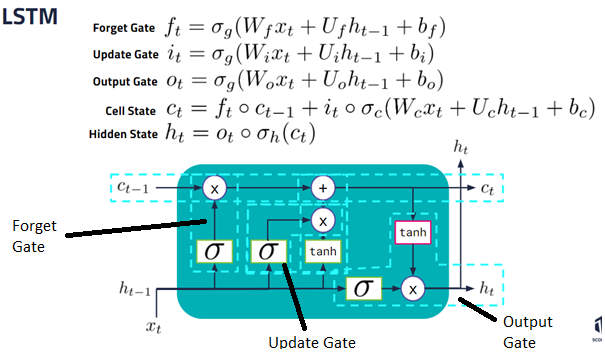 LSTM
Forget Gate f_t = σ_g(W_f x_t + U_f h_{t−1} + b_f)
Update Gate i_t = σ_g(W_i x_t + U_i h_{t−1} + b_i)
Output Gate o_t = σ_g(W_o x_t + U_o h_{t−1} + b_o)
Cell State c_t = f_t ∘ c_{t−1} + i_t ∘ σ_c(W_c x_t + U_c h_{t−1} + b_c)
Hidden State h_t = o_t ∘ σ_h(c_t)
h_t
c_{t−1} x + c_t
Forget
Gate
x
tanh
σ σ tanh
h_{t−1} σ x h_t
x_t
Update Gate
Output
Gate